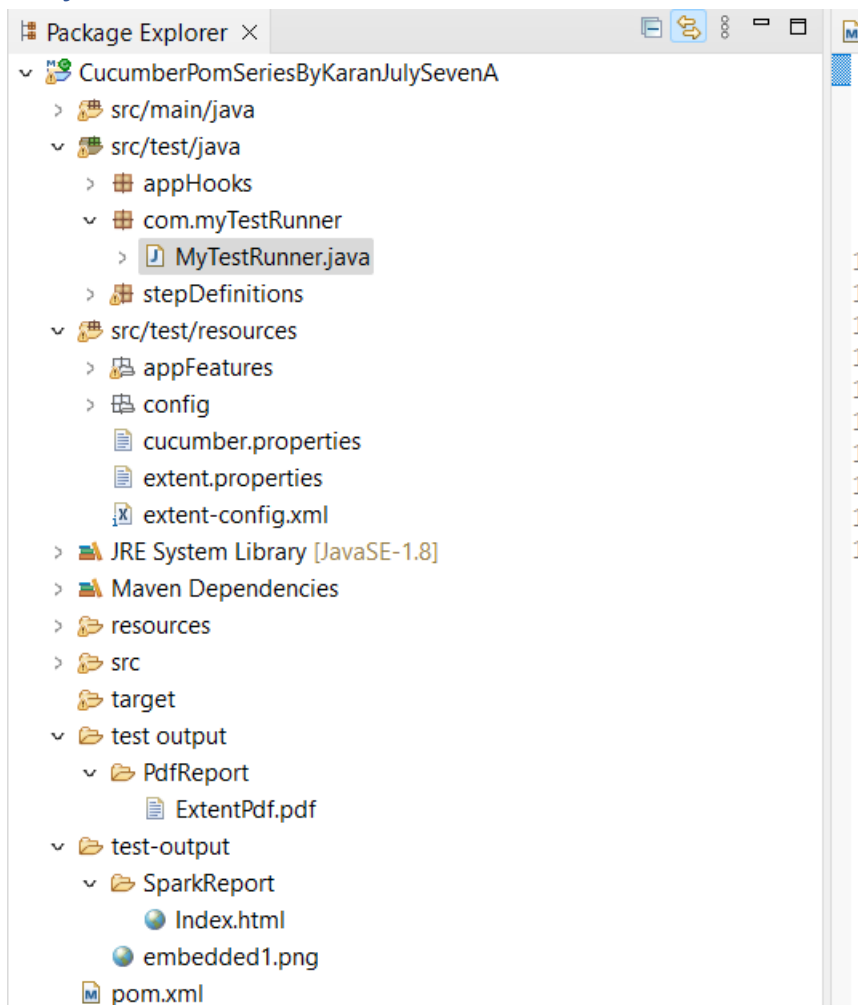 Package Explorer
CucumberPomSeriesByKaranJulySevenA
src/main/java
src/test/java
appHooks
com.myTestRunner
MyTestRunner.java
stepDefinitions
src/test/resources
appFeatures
config
cucumber.properties
extent.properties
extent-config.xml
JRE System Library [JavaSE-1.8]
Maven Dependencies
resources
src
target
test output
PdfReport
ExtentPdf.pdf
test-output
SparkReport
Index.html
embedded1.png
pom.xml